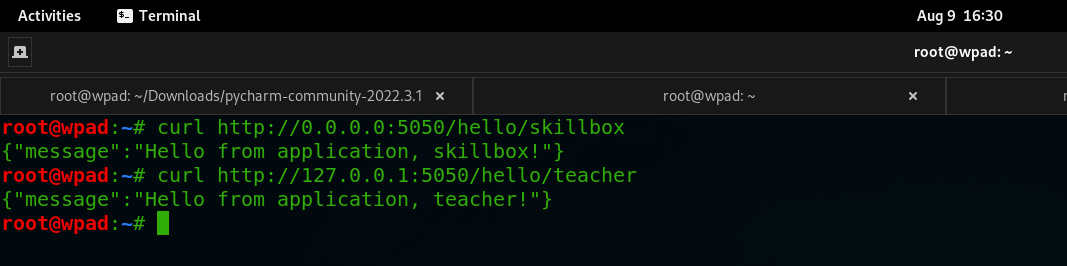 Activities Terminal Aug 9 16:30
root@wpad: ~
root@wpad: ~/Downloads/pycharm-community-2022.3.1 × root@wpad: ~ ×
root@wpad:~# curl http://0.0.0.0:5050/hello/skillbox
{"message":"Hello from application, skillbox!"}
root@wpad:~# curl http://127.0.0.1:5050/hello/teacher
{"message":"Hello from application, teacher!"}
root@wpad:~#